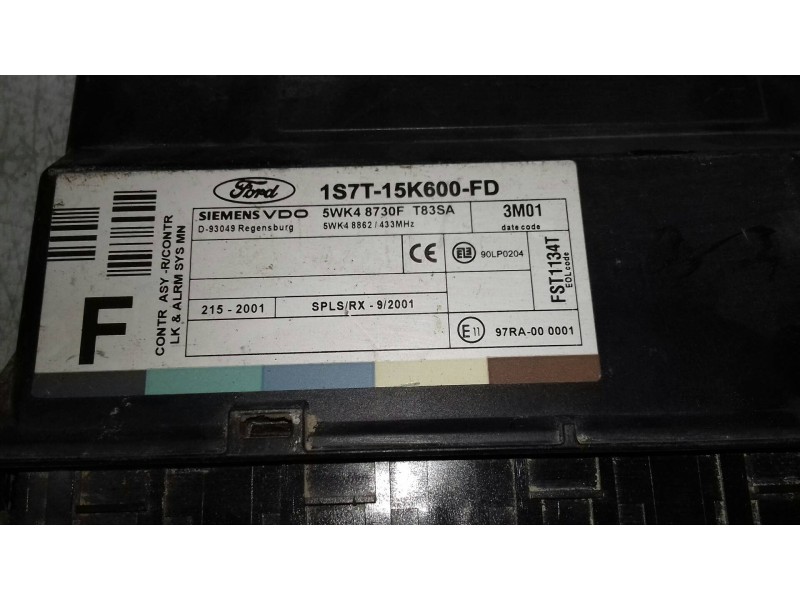 Ford 1S7T-15K600-FD
SIEMENS VDO 5WK4 8730F T83SA 3M01
D-93049 Regensburg 5WK4 8862/433MHz date code
CE 90LP0204
FST1134T
EOL code
215 - 2001 SPLS/RX - 9/2001
E11 97RA-00 0001
F
CONTR ASY -R/CONTR
LK & ALRM SYS MN